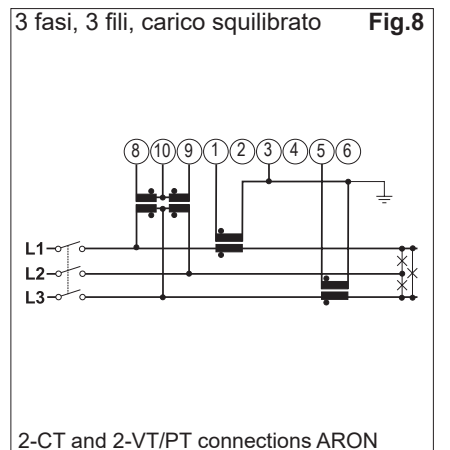 3 fasi, 3 fili, carico squilibrato Fig.8
8 10 9 1 2 3 4 5 6
L1
L2
L3
2-CT and 2-VT/PT connections ARON